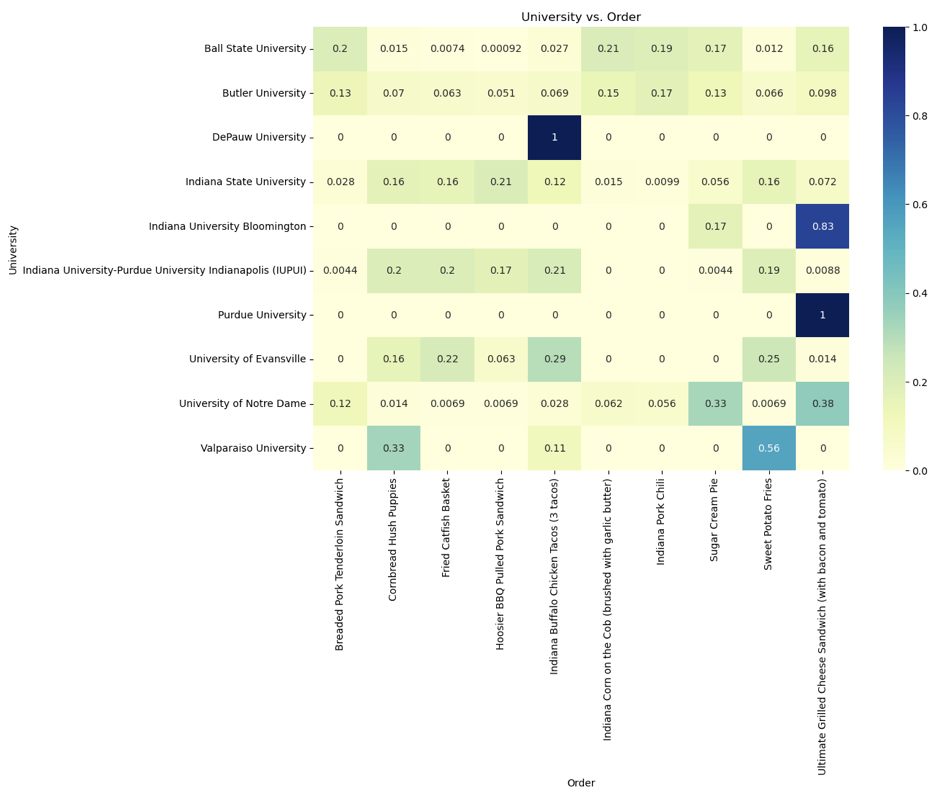 University vs. Order
Ball State University 0.2 0.015 0.0074 0.00092 0.027 0.21 0.19 0.17 0.012 0.16
Butler University 0.13 0.07 0.063 0.051 0.069 0.15 0.17 0.13 0.066 0.098
DePauw University 0 0 0 0 1 0 0 0 0 0
Indiana State University 0.028 0.16 0.16 0.21 0.12 0.015 0.0099 0.056 0.16 0.072
Indiana University Bloomington 0 0 0 0 0 0 0 0.17 0 0.83
Indiana University-Purdue University Indianapolis (IUPUI) 0.0044 0.2 0.2 0.17 0.21 0 0 0.0044 0.19 0.0088
Purdue University 0 0 0 0 0 0 0 0 0 1
University of Evansville 0 0.16 0.22 0.063 0.29 0 0 0 0.25 0.014
University of Notre Dame 0.12 0.014 0.0069 0.0069 0.028 0.062 0.056 0.33 0.0069 0.38
Valparaiso University 0 0.33 0 0 0.11 0 0 0 0.56 0
University
Breaded Pork Tenderloin Sandwich
Cornbread Hush Puppies
Fried Catfish Basket
Hoosier BBQ Pulled Pork Sandwich
Indiana Buffalo Chicken Tacos (3 tacos)
Indiana Corn on the Cob (brushed with garlic butter)
Indiana Pork Chili
Sugar Cream Pie
Sweet Potato Fries
Ultimate Grilled Cheese Sandwich (with bacon and tomato)
Order
1.0
0.8
0.6
0.4
0.2
0.0